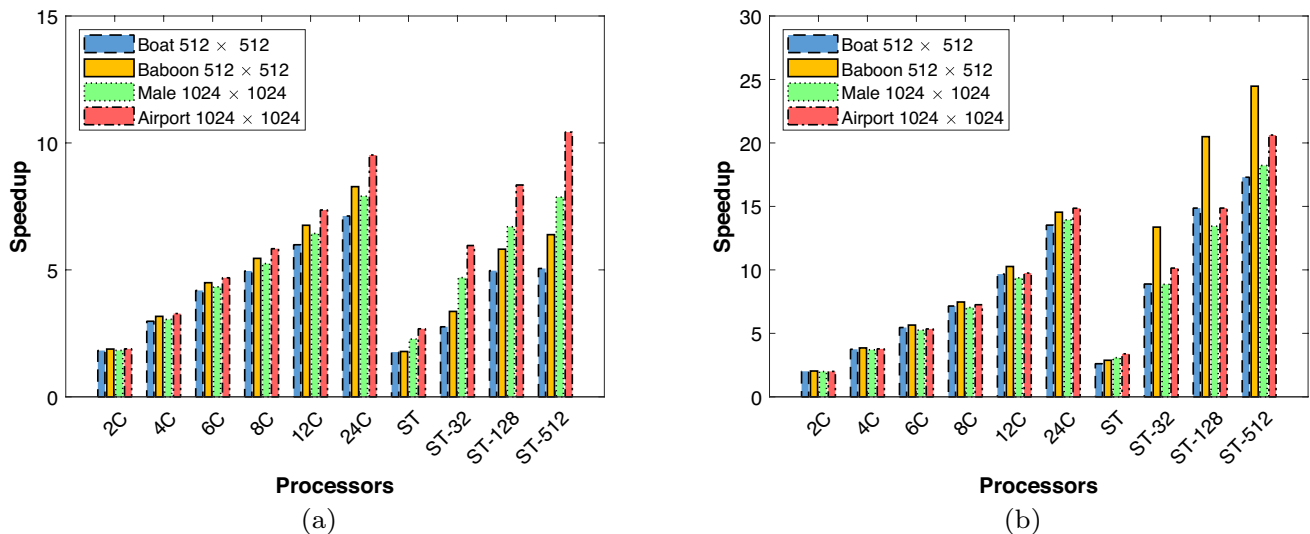 15
10
5
0
Speedup
Boat 512 × 512
Baboon 512 × 512
Male 1024 × 1024
Airport 1024 × 1024
2C
4C
6C
8C
12C
24C
ST
ST-32
ST-128
ST-512
Processors
(a)
30
25
20
15
10
5
0
Speedup
Boat 512 × 512
Baboon 512 × 512
Male 1024 × 1024
Airport 1024 × 1024
2C
4C
6C
8C
12C
24C
ST
ST-32
ST-128
ST-512
Processors
(b)